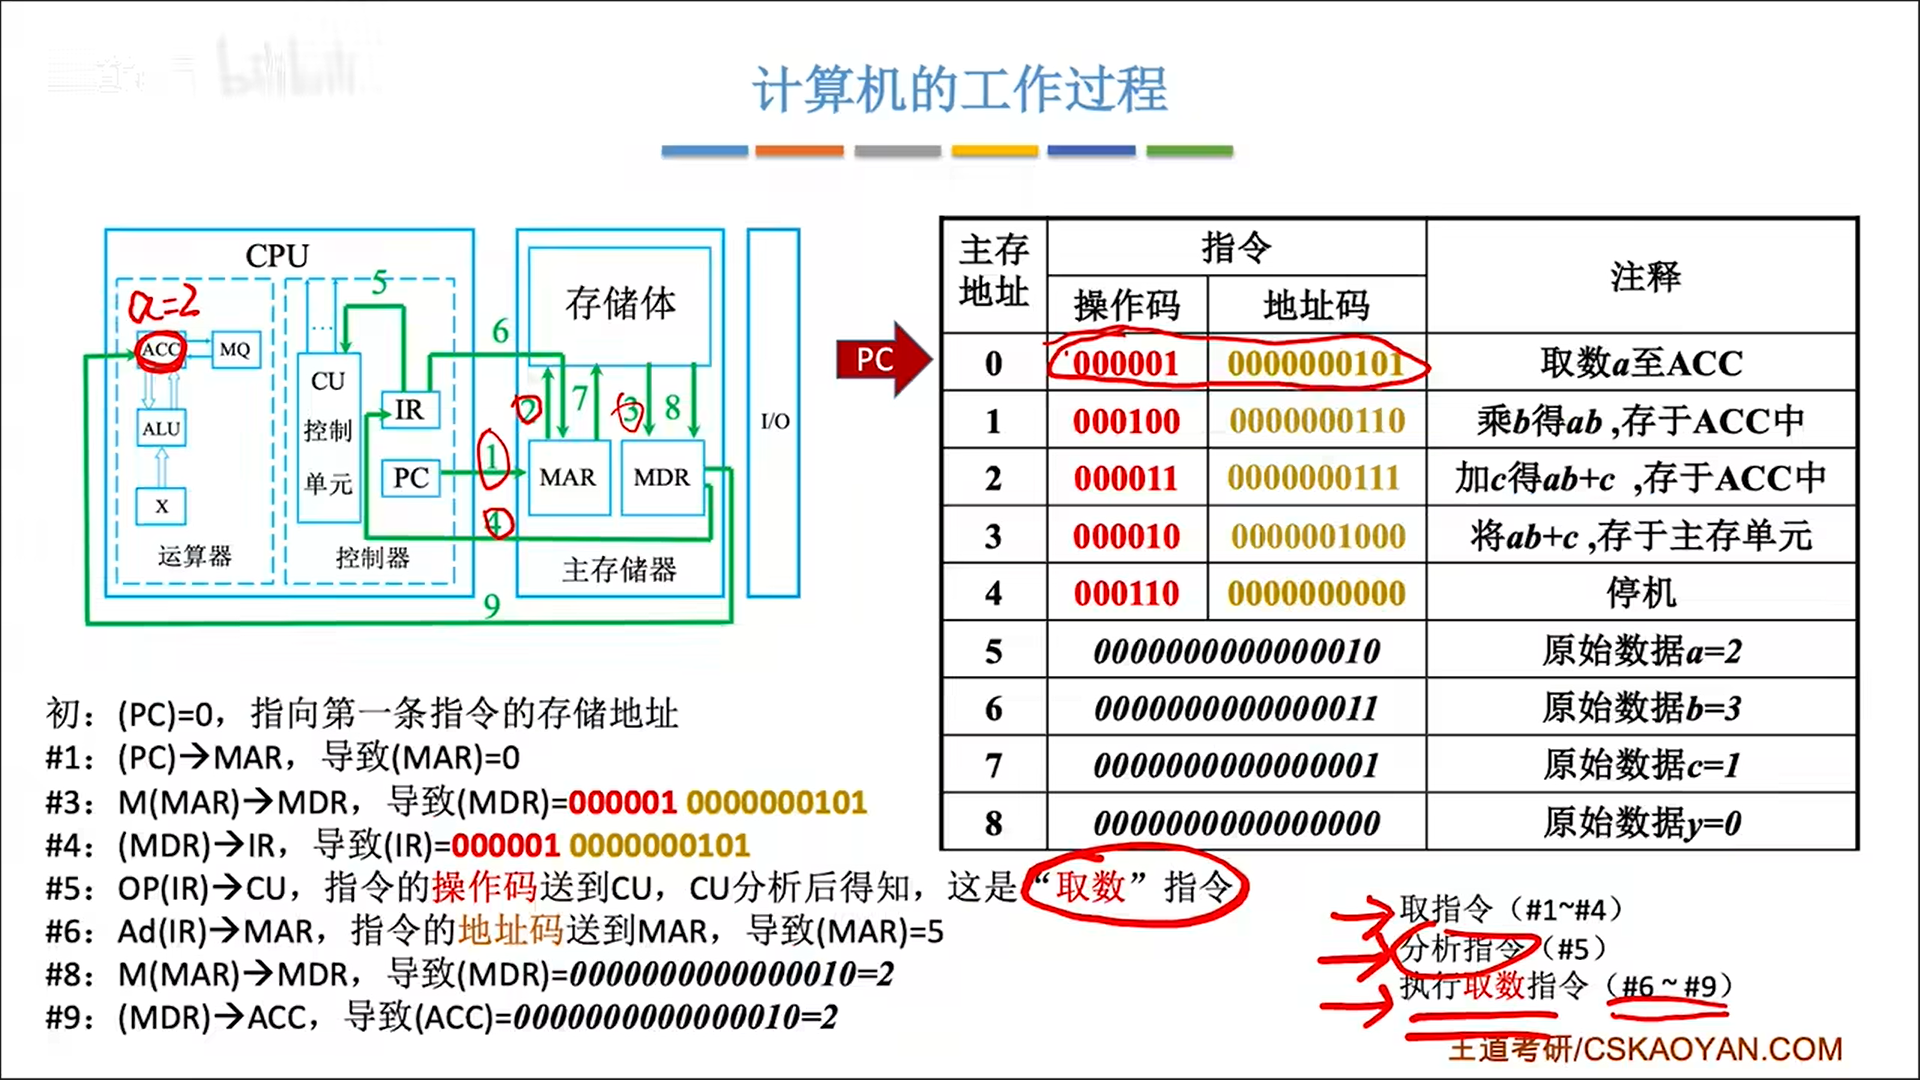 bilibili
计算机的工作过程
CPU
a=2
ACC
MQ
ALU
X
运算器
5
...
CU
控制
单元
IR
PC
控制器
6
1
4
9
存储体
2
7
3
8
MAR
MDR
主存储器
I/O
PC
主存地址 指令 注释
操作码 地址码
0 000001 0000000101 取数a至ACC
1 000100 0000000110 乘b得ab ,存于ACC中
2 000011 0000000111 加c得ab+c ,存于ACC中
3 000010 0000001000 将ab+c ,存于主存单元
4 000110 0000000000 停机
5 0000000000000010 原始数据a=2
6 0000000000000011 原始数据b=3
7 0000000000000001 原始数据c=1
8 0000000000000000 原始数据y=0
初：(PC)=0，指向第一条指令的存储地址
#1：(PC)→MAR，导致(MAR)=0
#3：M(MAR)→MDR，导致(MDR)=000001 0000000101
#4：(MDR)→IR，导致(IR)=000001 0000000101
#5：OP(IR)→CU，指令的操作码送到CU，CU分析后得知，这是“取数”指令
#6：Ad(IR)→MAR，指令的地址码送到MAR，导致(MAR)=5
#8：M(MAR)→MDR，导致(MDR)=0000000000000010=2
#9：(MDR)→ACC，导致(ACC)=0000000000000010=2
取指令（#1~#4）
分析指令（#5）
执行取数指令（#6~#9）
王道考研/CSKAOYAN.COM